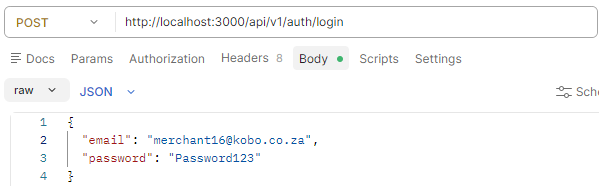 POST http://localhost:3000/api/v1/auth/login
Docs Params Authorization Headers 8 Body Scripts Settings
raw JSON
1 {
2 "email": "merchant16@kobo.co.za",
3 "password": "Password123"
4 }